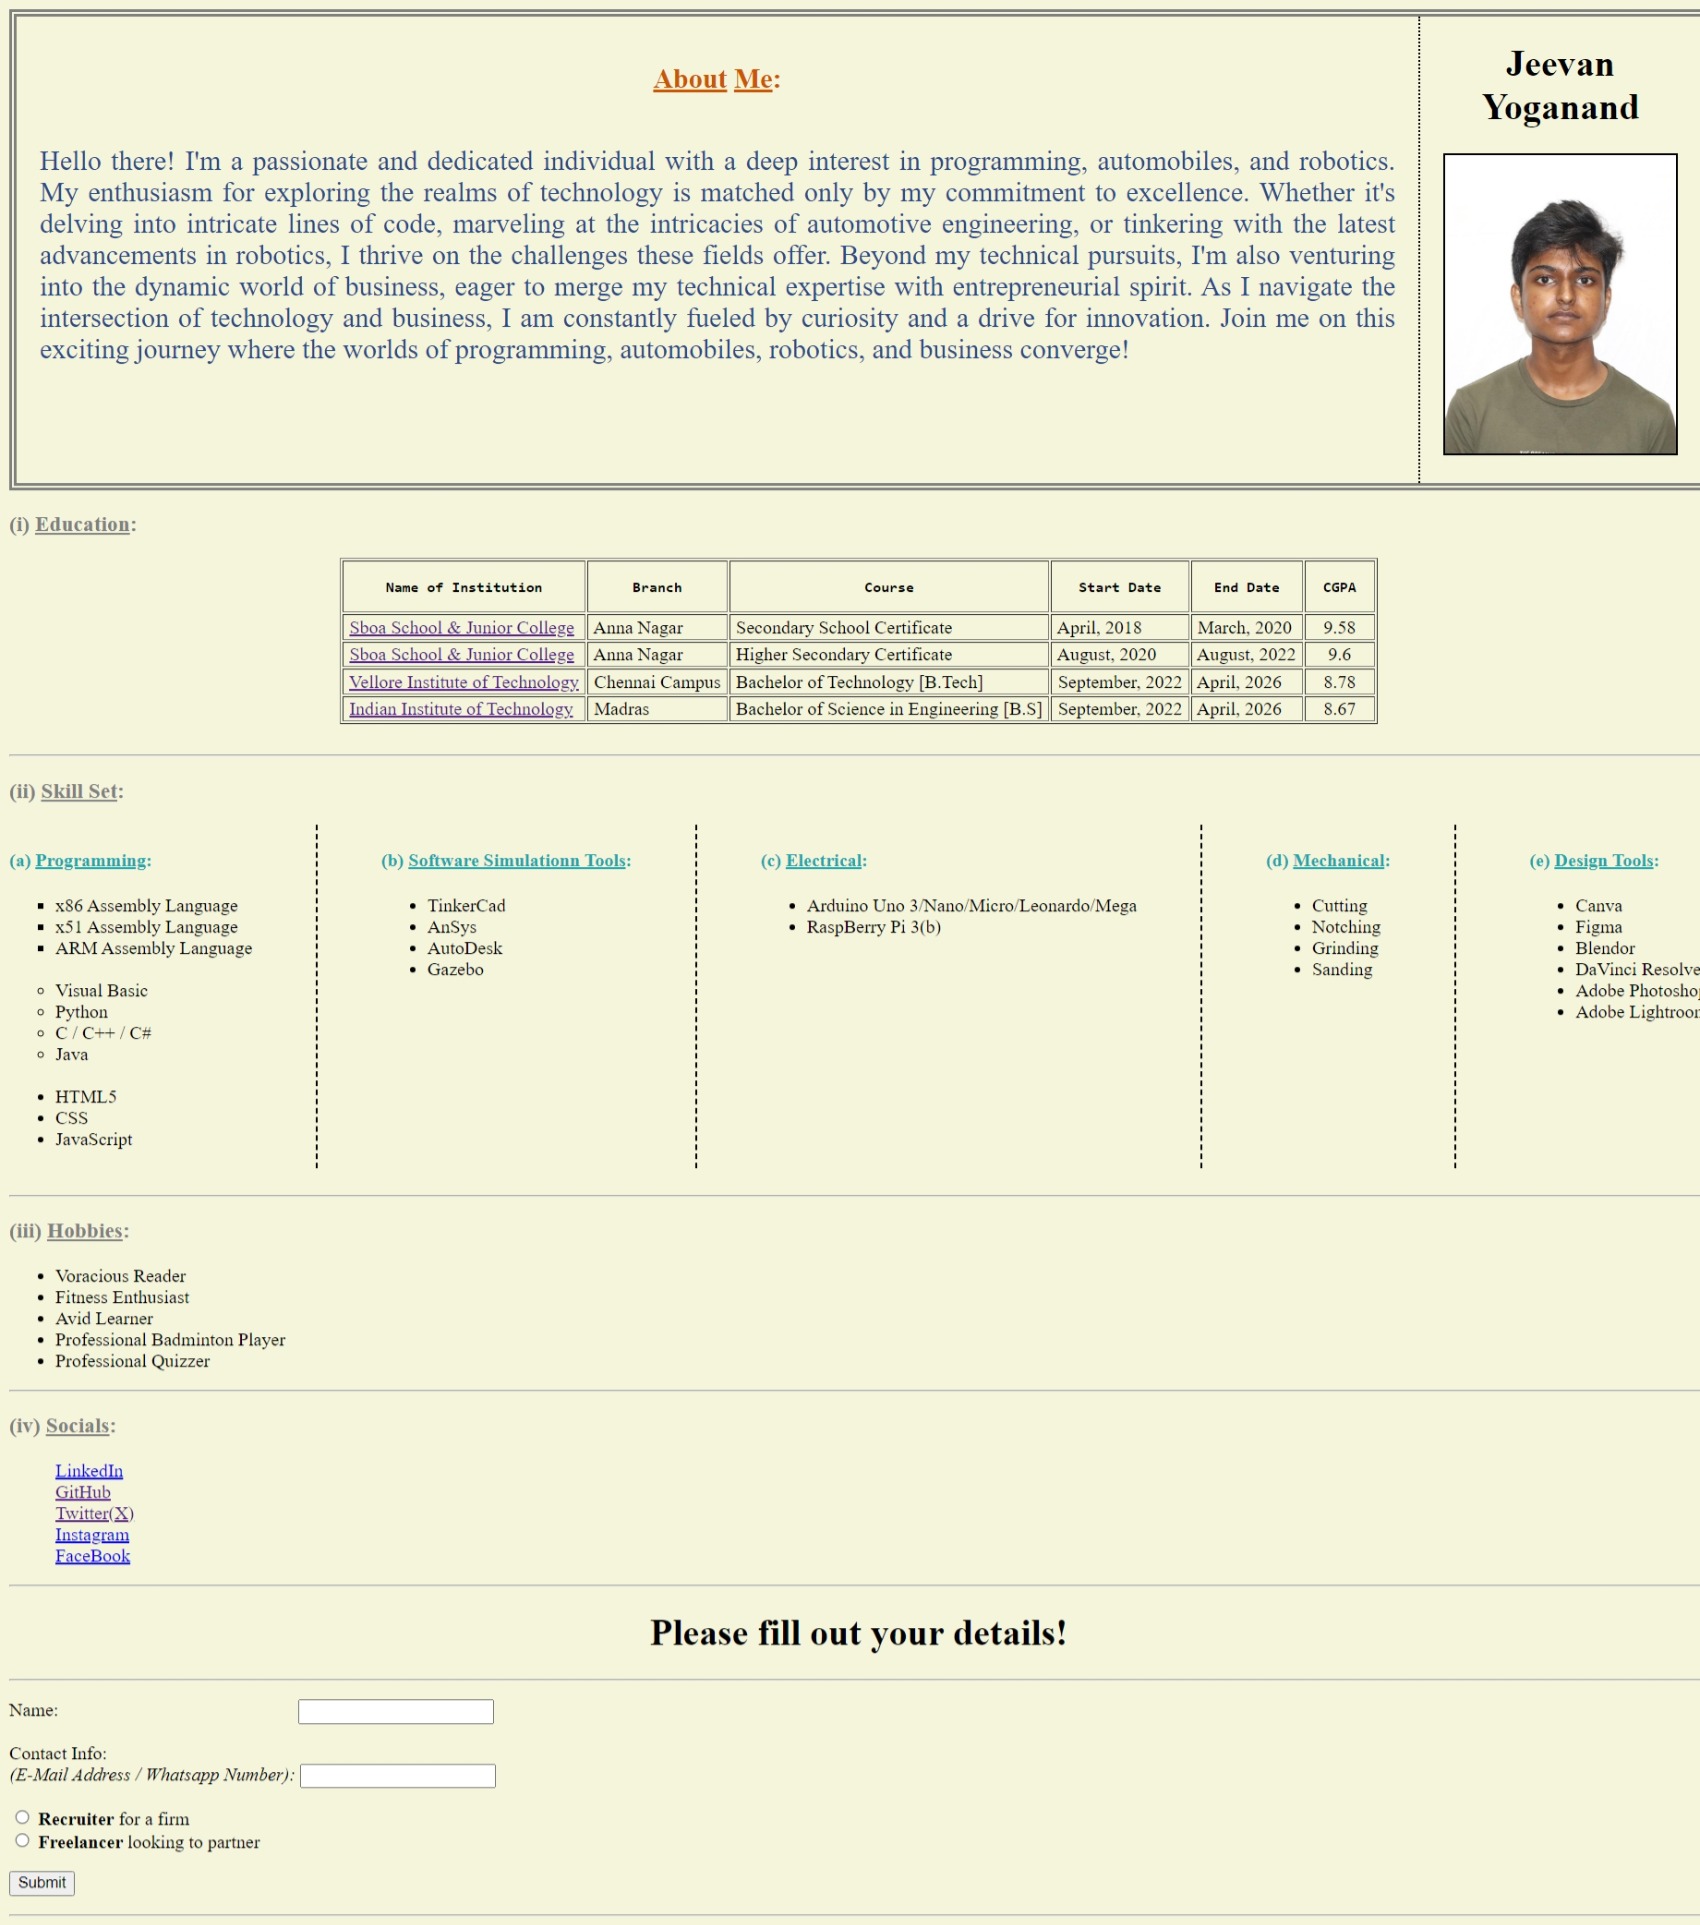 About Me:
Hello there! I'm a passionate and dedicated individual with a deep interest in programming, automobiles, and robotics.
My enthusiasm for exploring the realms of technology is matched only by my commitment to excellence. Whether it's
delving into intricate lines of code, marveling at the intricacies of automotive engineering, or tinkering with the latest
advancements in robotics, I thrive on the challenges these fields offer. Beyond my technical pursuits, I'm also venturing
into the dynamic world of business, eager to merge my technical expertise with entrepreneurial spirit. As I navigate the
intersection of technology and business, I am constantly fueled by curiosity and a drive for innovation. Join me on this
exciting journey where the worlds of programming, automobiles, robotics, and business converge!
Jeevan
Yoganand
(i) Education:
Name of Institution Branch Course Start Date End Date CGPA
Sboa School & Junior College Anna Nagar Secondary School Certificate April, 2018 March, 2020 9.58
Sboa School & Junior College Anna Nagar Higher Secondary Certificate August, 2020 August, 2022 9.6
Vellore Institute of Technology Chennai Campus Bachelor of Technology [B.Tech] September, 2022 April, 2026 8.78
Indian Institute of Technology Madras Bachelor of Science in Engineering [B.S] September, 2022 April, 2026 8.67
(ii) Skill Set:
(a) Programming:
x86 Assembly Language
x51 Assembly Language
ARM Assembly Language
Visual Basic
Python
C / C++ / C#
Java
HTML5
CSS
JavaScript
(b) Software Simulationn Tools:
TinkerCad
AnSys
AutoDesk
Gazebo
(c) Electrical:
Arduino Uno 3/Nano/Micro/Leonardo/Mega
RaspBerry Pi 3(b)
(d) Mechanical:
Cutting
Notching
Grinding
Sanding
(e) Design Tools:
Canva
Figma
Blendor
DaVinci Resolve
Adobe
Adobe
(iii) Hobbies:
Voracious Reader
Fitness Enthusiast
Avid Learner
Professional Badminton Player
Professional Quizzer
(iv) Socials:
LinkedIn
GitHub
Twitter(X)
Instagram
FaceBook
Please fill out your details!
Name:
Contact Info:
(E-Mail Address / Whatsapp Number):
Recruiter for a firm
Freelancer looking to partner
Submit